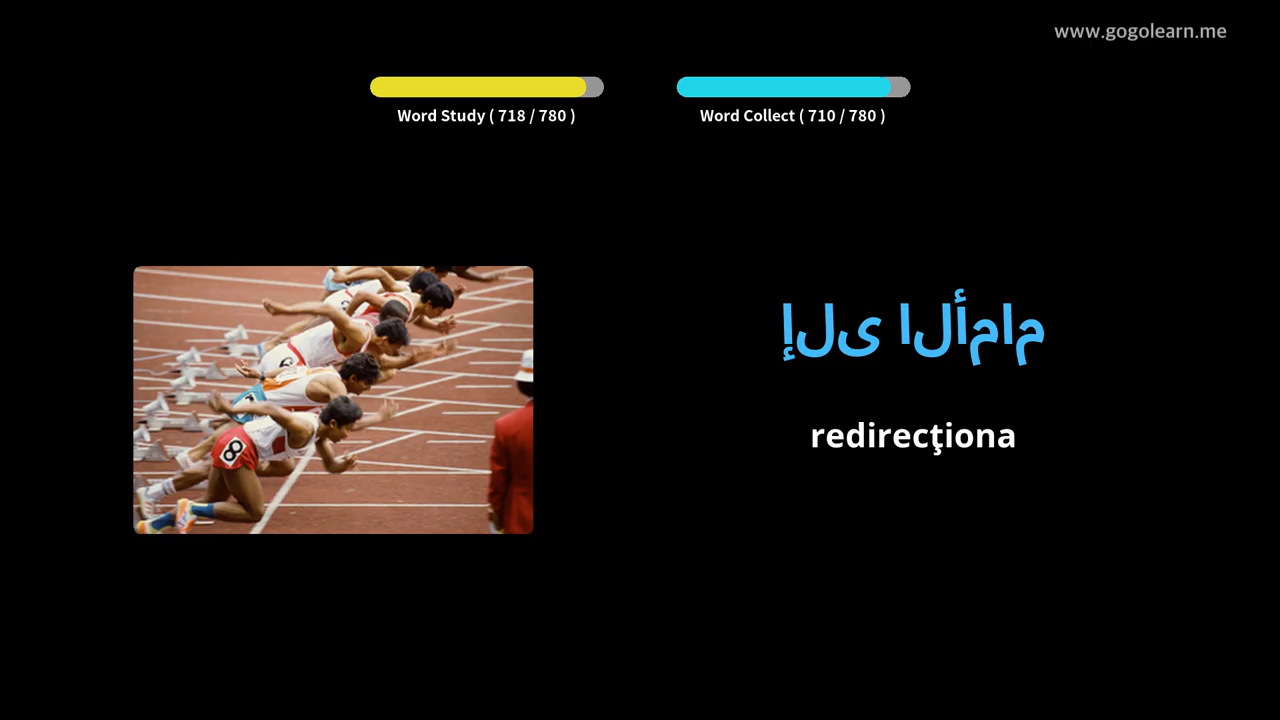 www.gogolearn.me
Word Study ( 718 / 780 )
Word Collect ( 710 / 780 )
إلى الأمام
redirecţiona